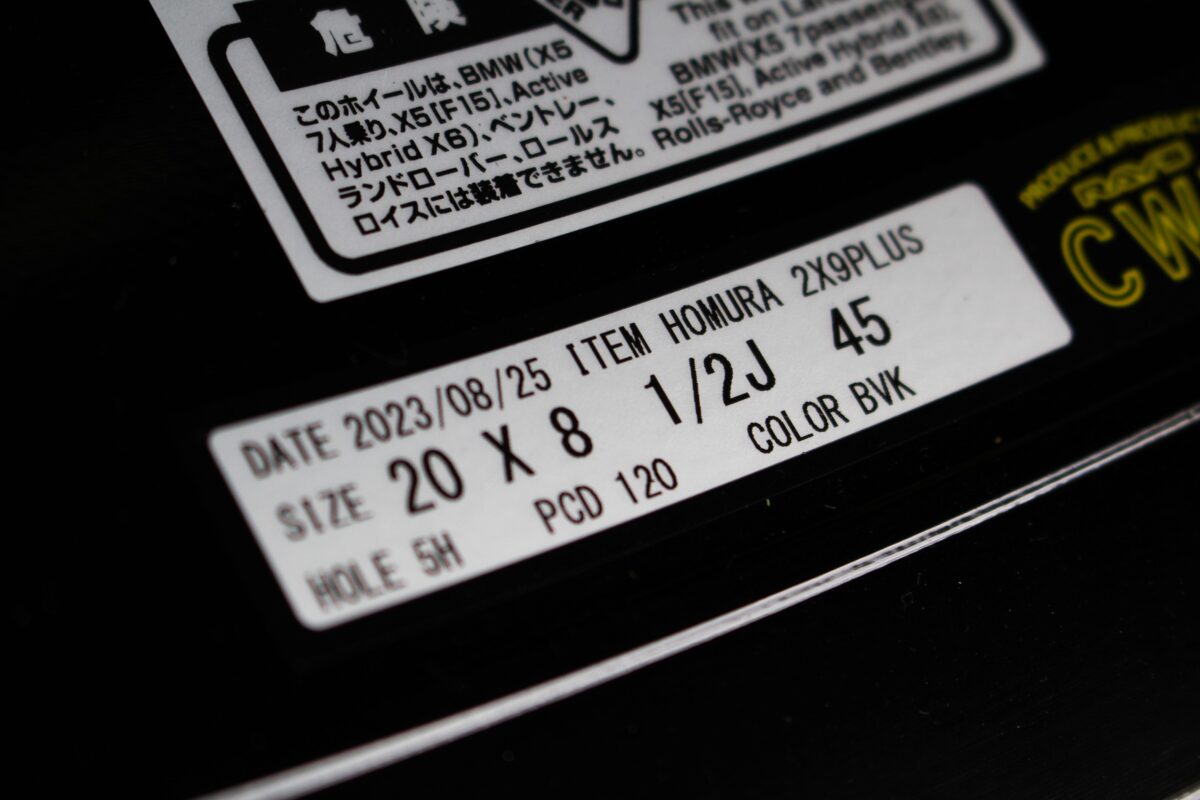 危険
このホイールは、BMW(X5
7人乗り、X5[F15]、Active
Hybrid X6)、ベントレー、
ランドローバー、ロールス
ロイスには装着できません。
This
fit on
BMW(X5 7passenger,
X5[F15], Active Hybrid X6),
Rolls-Royce and Bentley.
PRODUCE & PRODUC
RAYS
CW
DATE 2023/08/25 ITEM HOMURA 2X9PLUS
SIZE 20 X 8 1/2J 45
HOLE 5H PCD 120 COLOR BVK